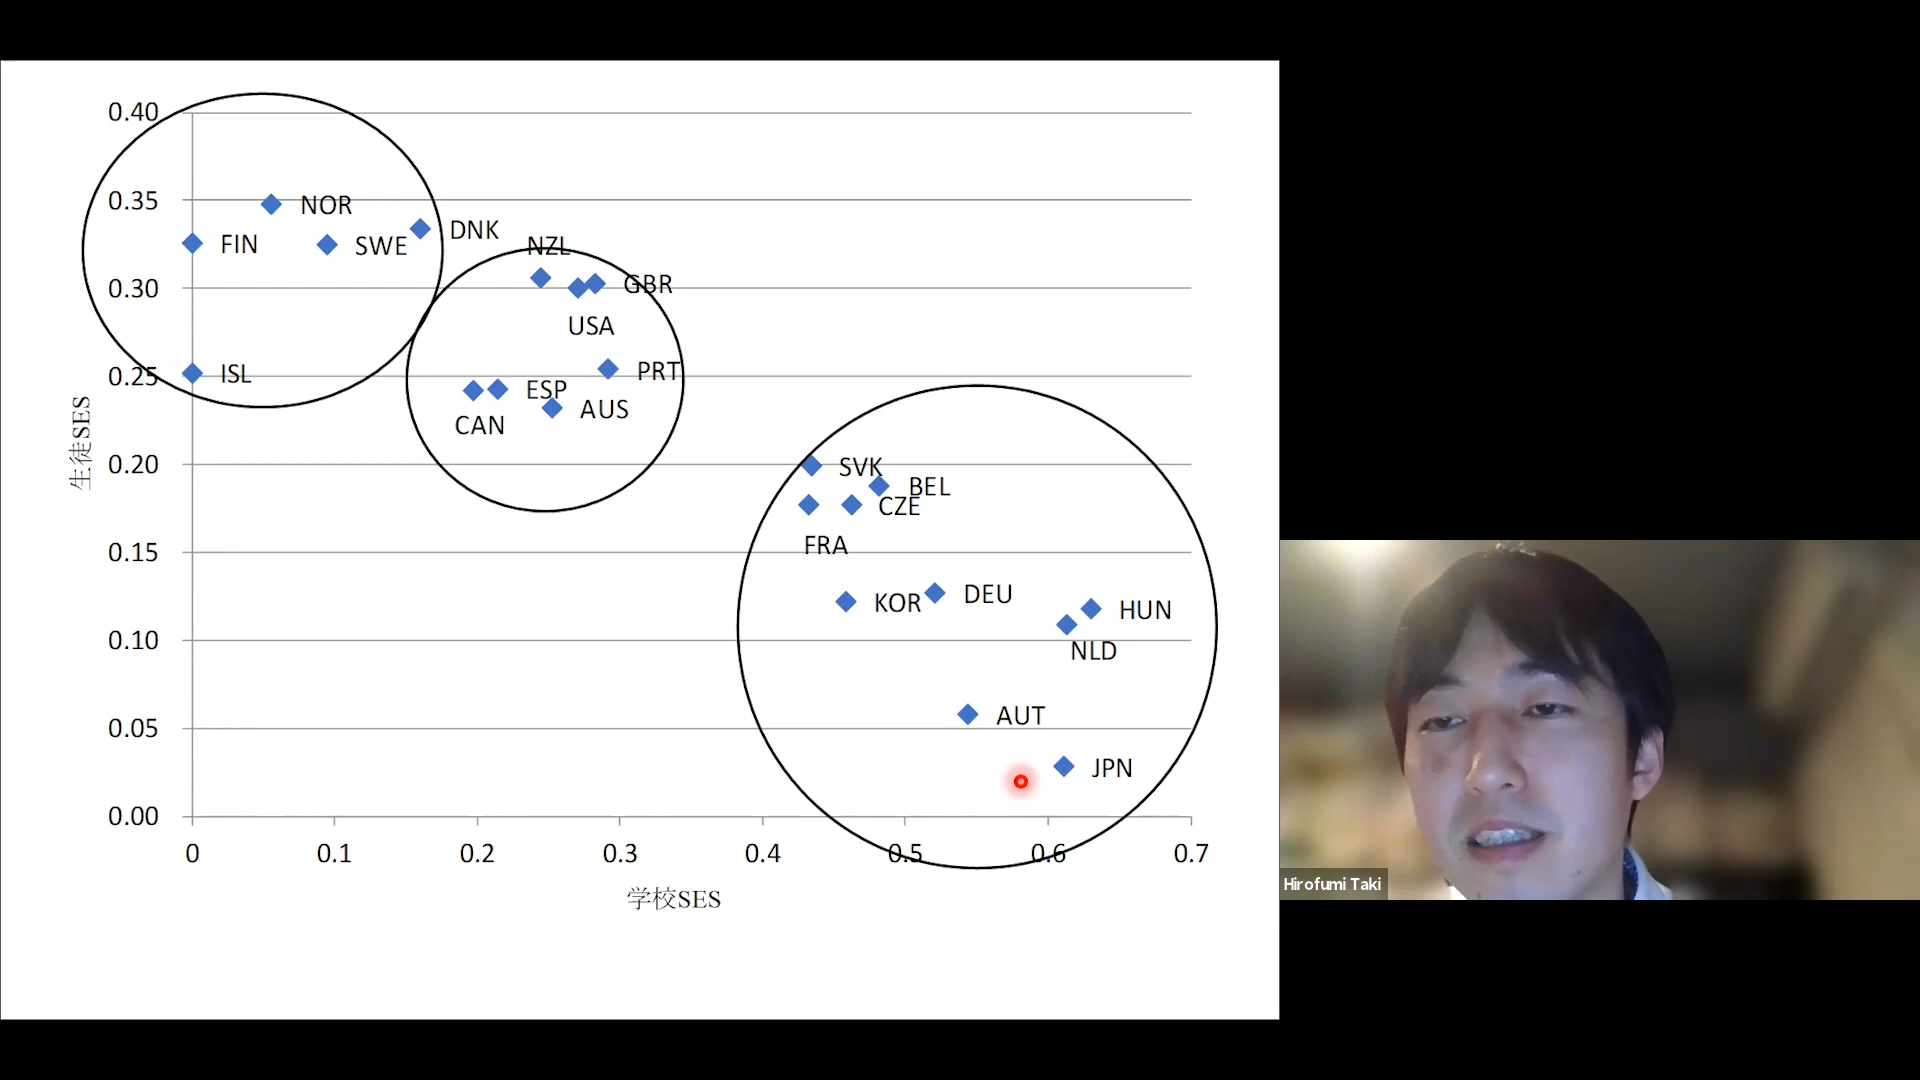 0.40
0.35
0.30
0.25
0.20
0.15
0.10
0.05
0.00
生徒SES
NOR
FIN
SWE
DNK
ISL
NZL
GBR
USA
PRT
ESP
CAN
AUS
SVK
BEL
CZE
FRA
KOR
DEU
HUN
NLD
AUT
JPN
0 0.1 0.2 0.3 0.4 0.5 0.6 0.7
学校SES
Hirofumi Taki